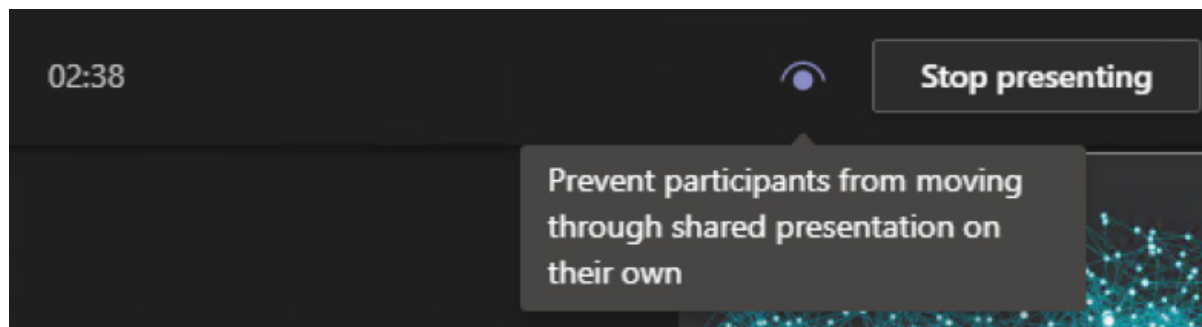 02:38
Stop presenting
Prevent participants from moving
through shared presentation on
their own